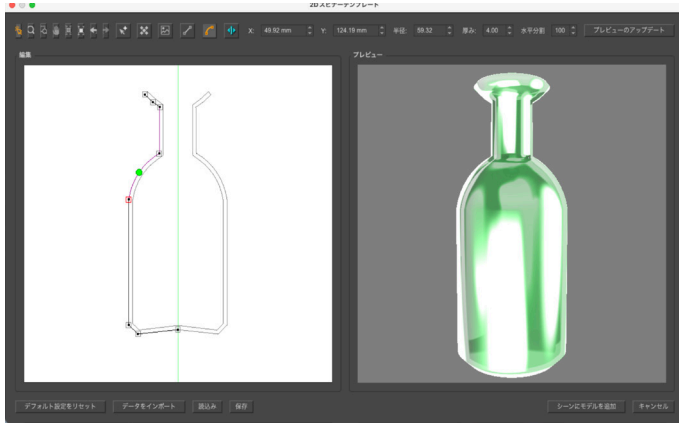 2D スピナーテンプレート
X: 49.92 mm Y: 124.19 mm 半径: 59.32 厚み: 4.00 水平分割 100 プレビューのアップデート
編集
プレビュー
デフォルト設定をリセット データをインポート 読込み 保存 シーンにモデルを追加 キャンセル